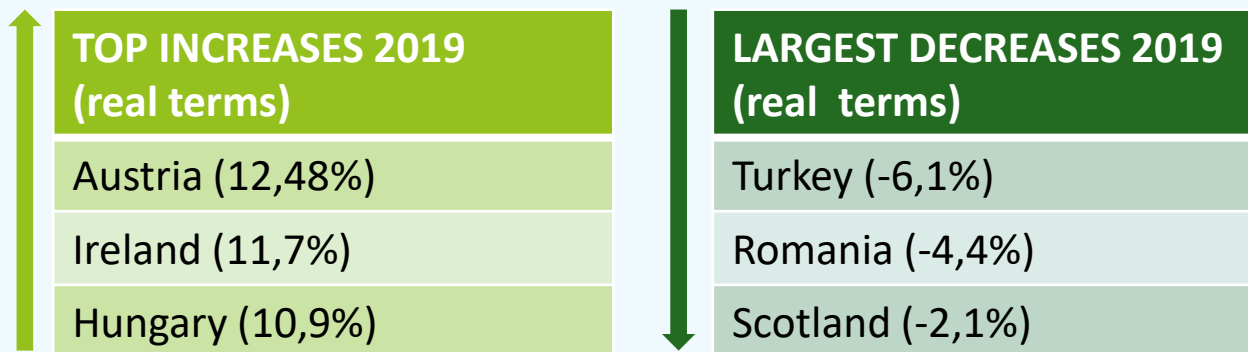 TOP INCREASES 2019
(real terms)
Austria (12,48%)
Ireland (11,7%)
Hungary (10,9%)
LARGEST DECREASES 2019
(real terms)
Turkey (-6,1%)
Romania (-4,4%)
Scotland (-2,1%)